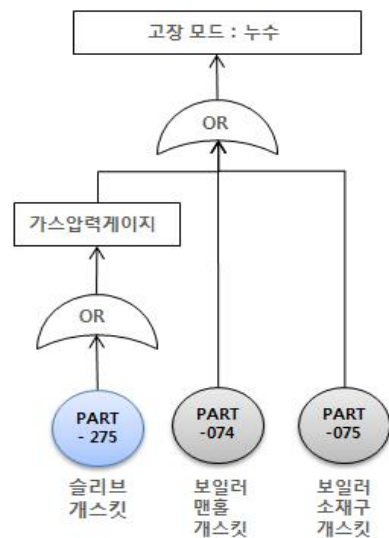 고장 모드 : 누수
OR
가스압력게이지
OR
PART
- 275
PART
-074
PART
-075
슬리브
개스킷
보일러
맨홀
개스킷
보일러
소재구
개스킷